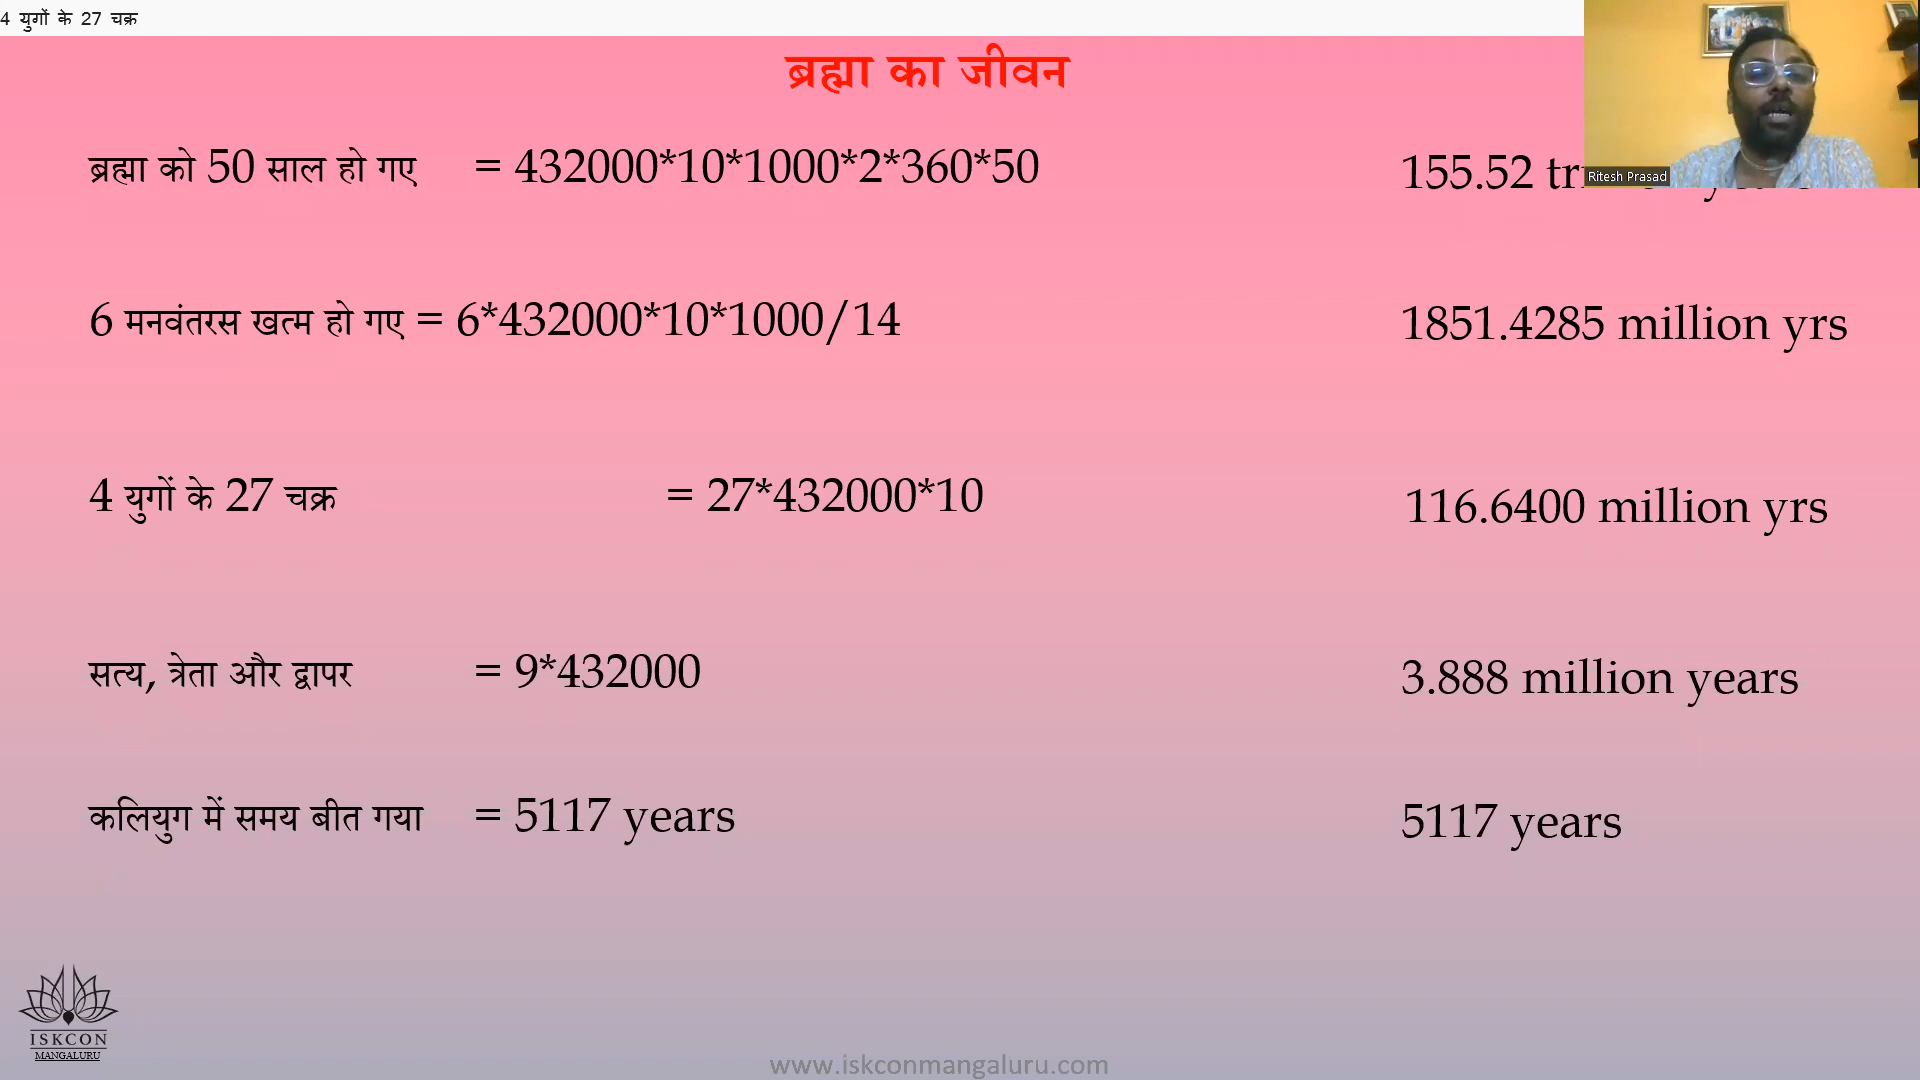 4 युगों के 27 चक्र
ब्रह्मा का जीवन
ब्रह्मा को 50 साल हो गए = 432000*10*1000*2*360*50 155.52
Ritesh Prasad
6 मनवंतरस खत्म हो गए = 6*432000*10*1000/14 1851.4285 million yrs
4 युगों के 27 चक्र = 27*432000*10 116.6400 million yrs
सत्य, त्रेता और द्वापर = 9*432000 3.888 million years
कलियुग में समय बीत गया = 5117 years 5117 years
ISKCON
MANGALURU
www.iskconmangaluru.com